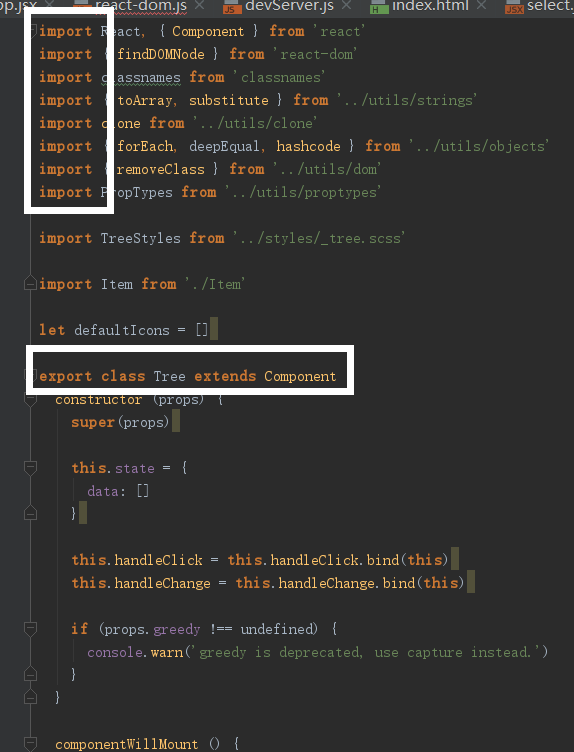 pp.jsx react-dom.js JS devServer.js H index.html JSX select.
import React, { Component } from 'react'
import { findDOMNode } from 'react-dom'
import classnames from 'classnames'
import { toArray, substitute } from '../utils/strings'
import clone from '../utils/clone'
import { forEach, deepEqual, hashcode } from '../utils/objects'
import { removeClass } from '../utils/dom'
import PropTypes from '../utils/proptypes'
import TreeStyles from '../styles/_tree.scss'
import Item from './Item'
let defaultIcons = []
export class Tree extends Component
constructor (props) {
super(props)
this.state = {
data: []
}
this.handleClick = this.handleClick.bind(this)
this.handleChange = this.handleChange.bind(this)
if (props.greedy !== undefined) {
console.warn('greedy is deprecated, use capture instead.')
}
}
componentWillMount () {